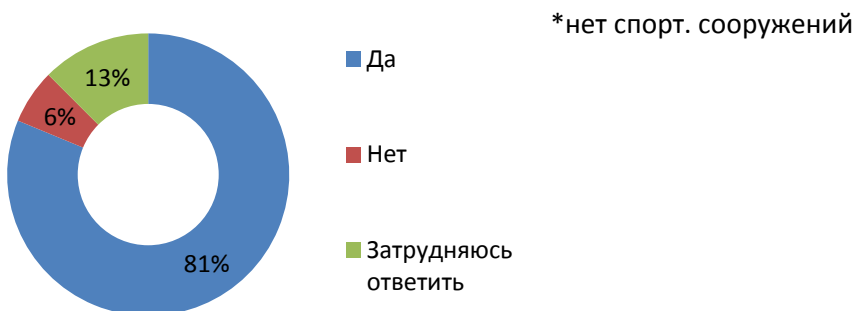 *нет спорт. сооружений
Да
13%
6%
Нет
Затрудняюсь
ответить
81%